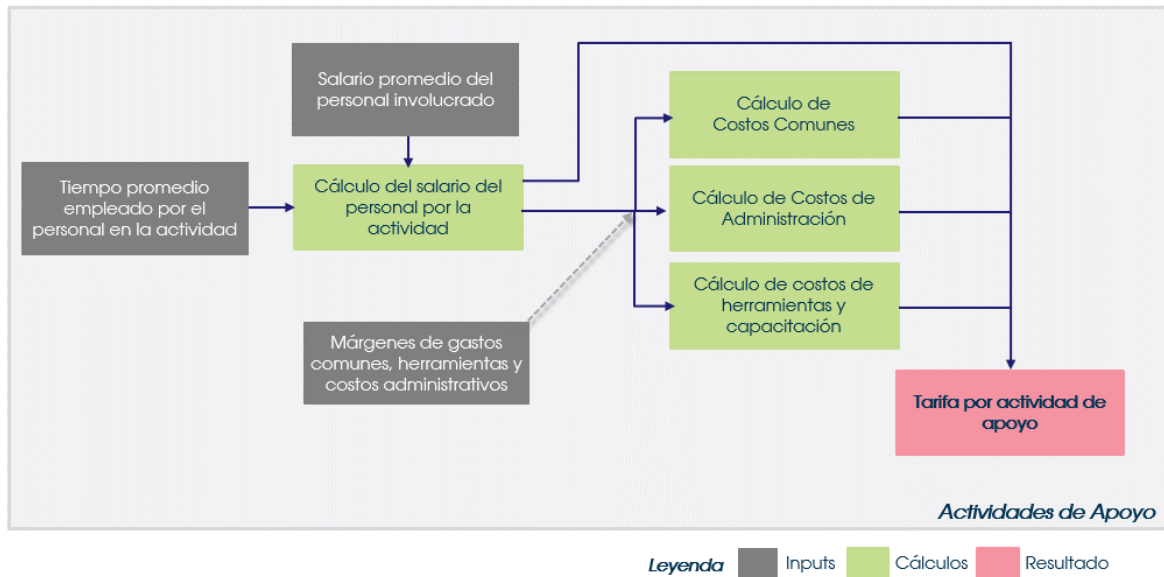 Salario promedio del
personal involucrado
Cálculo de
Costos Comunes
Tiempo promedio
empleado por el
personal en la actividad
Cálculo del salario del
personal por la
actividad
Cálculo de Costos de
Administración
Cálculo de costos de
herramientas y
capacitación
Márgenes de gastos
comunes, herramientas y
costos administrativos
Tarifa por actividad de
apoyo
Actividades de Apoyo
Leyenda Inputs Cálculos Resultado